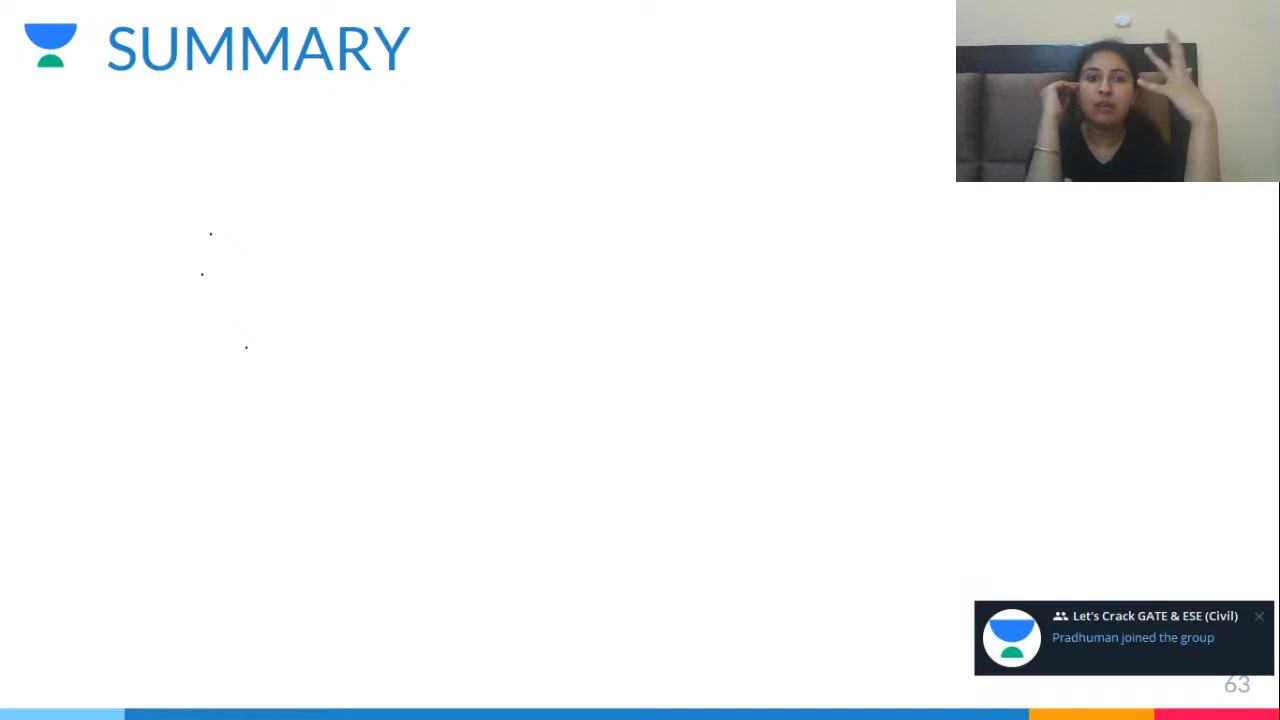 SUMMARY
Let's Crack GATE & ESE (Civil)
Pradhuman joined the group
63